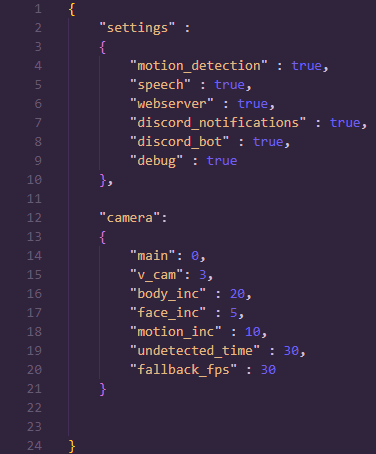 1 {
2     "settings" :
3     {
4         "motion_detection" : true,
5         "speech" : true,
6         "webserver" : true,
7         "discord_notifications" : true,
8         "discord_bot" : true,
9         "debug" : true
10     },
11
12     "camera":
13     {
14         "main": 0,
15         "v_cam": 3,
16         "body_inc" : 20,
17         "face_inc" : 5,
18         "motion_inc" : 10,
19         "undetected_time" : 30,
20         "fallback_fps" : 30
21     }
22
23
24 }